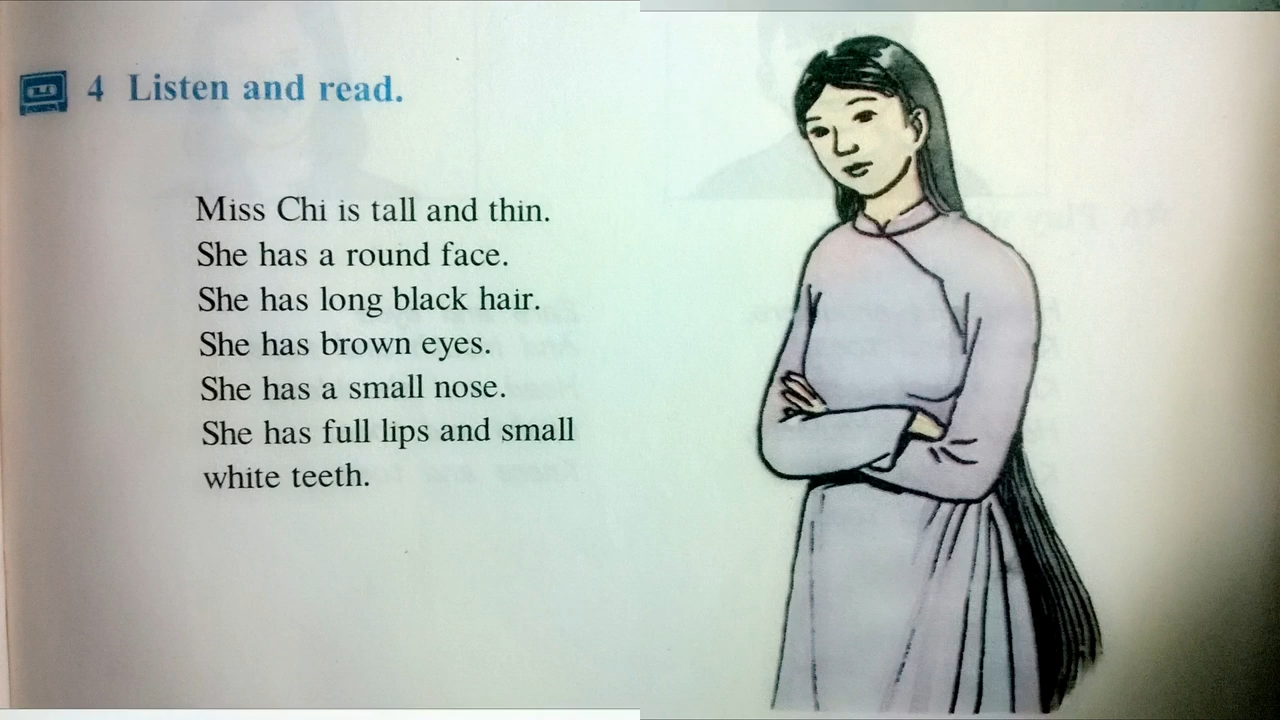 4 Listen and read.
Miss Chi is tall and thin.
She has a round face.
She has long black hair.
She has brown eyes.
She has a small nose.
She has full lips and small
white teeth.